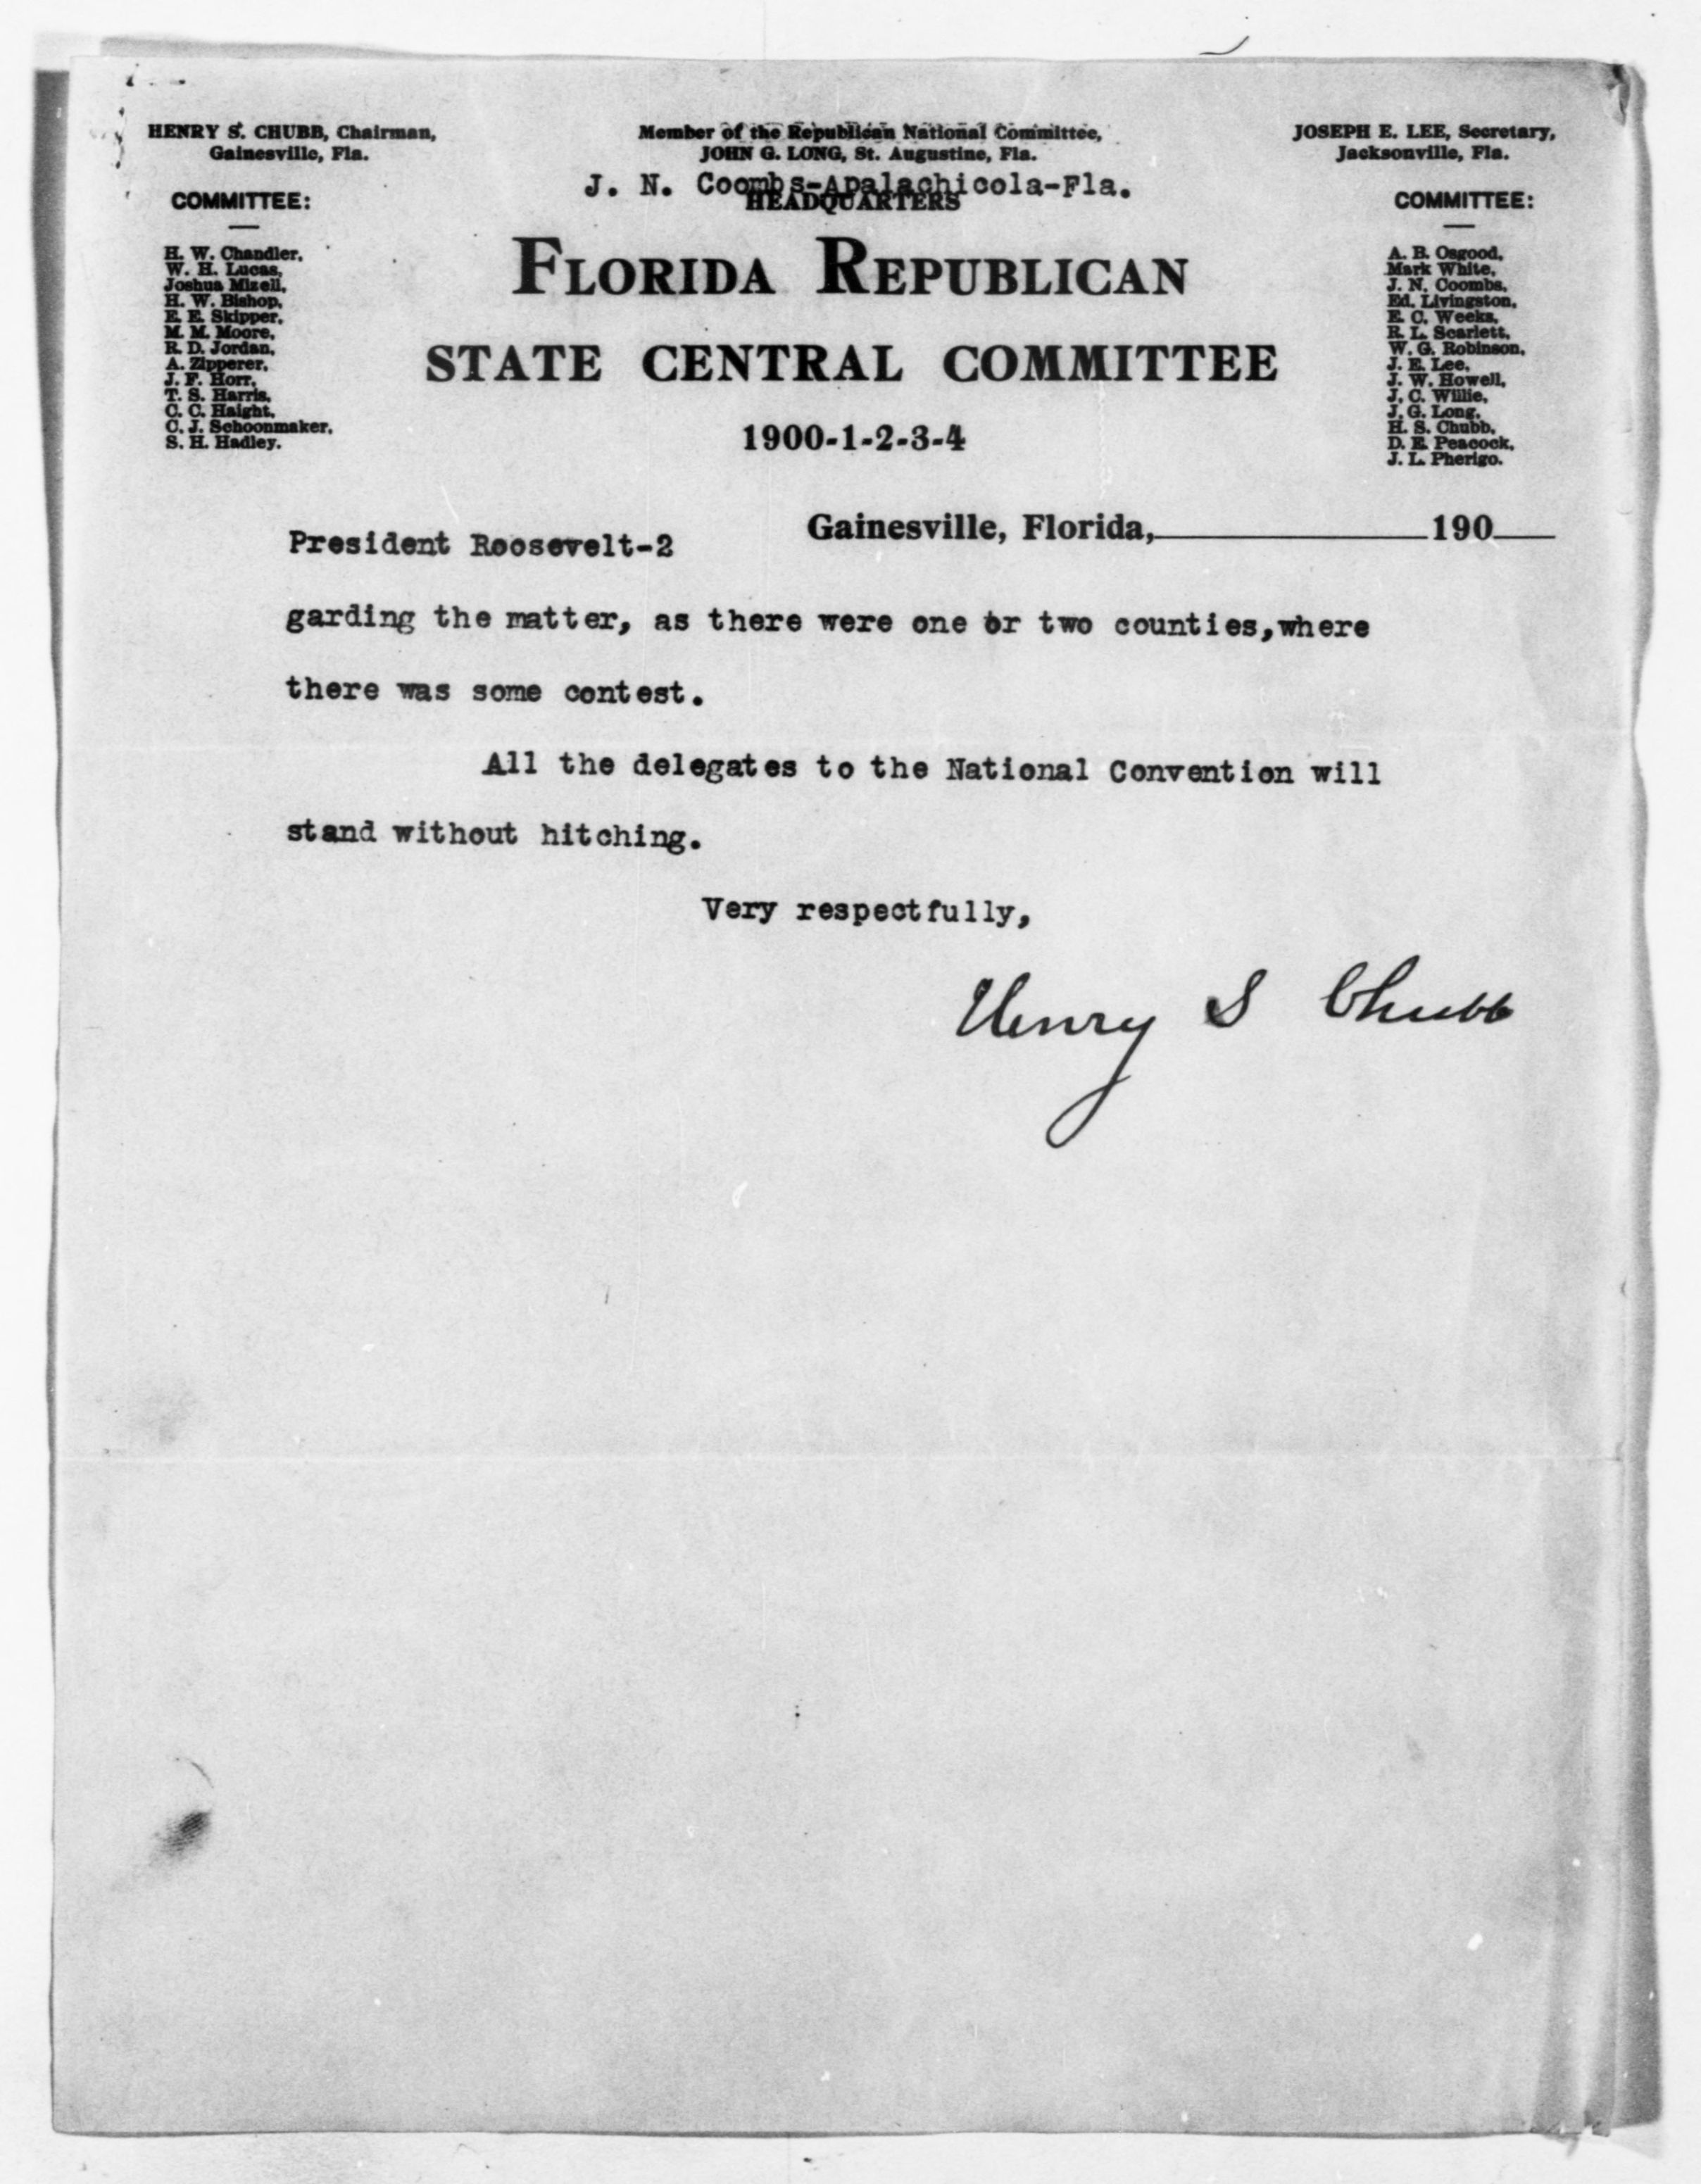 HENRY S. CHUBB, Chairman,
Gainesville, Fla.
Member of the Republican National Committee,
JOHN G. LONG, St. Augustine, Fla.
J. N. Coombs-Apalachicola-Fla.
HEADQUARTERS
JOSEPH E. LEE, Secretary,
Jacksonville, Fla.
COMMITTEE:
H. W. Chandler,
W. H. Lucas,
Joshua Mizell,
H. W. Bishop,
E. E. Skipper,
M. M. Moore,
R. D. Jordan,
A. Zipperer,
J. F. Horr,
T. S. Harris,
C. C. Haight,
C. J. Schoonmaker,
S. H. Hadley.
FLORIDA REPUBLICAN
STATE CENTRAL COMMITTEE
1900-1-2-3-4
COMMITTEE:
A. B. Osgood,
Mark White,
J. N. Coombs,
Ed. Livingston,
E. C. Weeks,
R. L. Scarlett,
W. G. Robinson,
J. E. Lee,
J. W. Howell,
J. C. Willie,
J. G. Long,
H. S. Chubb,
D. E. Peacock,
J. L. Pherigo.
Gainesville, Florida, 190
President Roosevelt-2
garding the matter, as there were one or two counties,where
there was some contest.
All the delegates to the National Convention will
stand without hitching.
Very respectfully,
Henry S Chubb